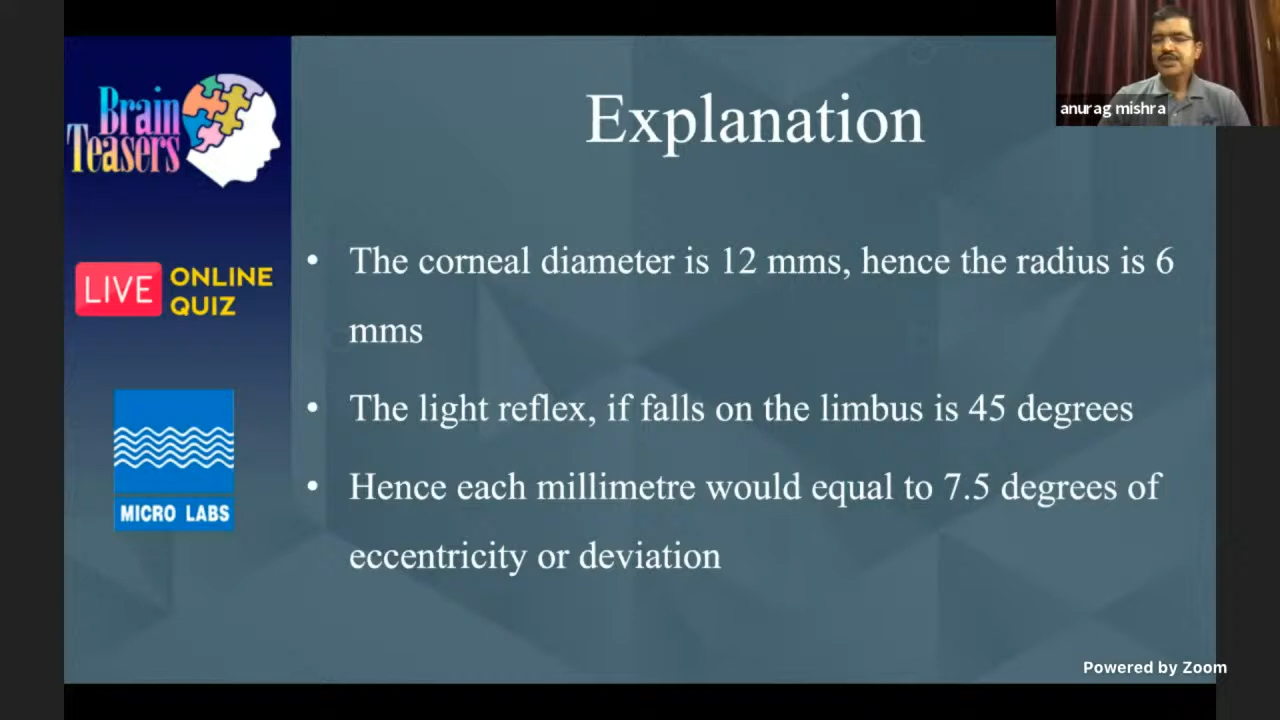 Brain
Teasers
LIVE ONLINE
QUIZ
MICRO LABS
Explanation
• The corneal diameter is 12 mms, hence the radius is 6
mms
• The light reflex, if falls on the limbus is 45 degrees
• Hence each millimetre would equal to 7.5 degrees of
eccentricity or deviation
anurag mishra
Powered by Zoom